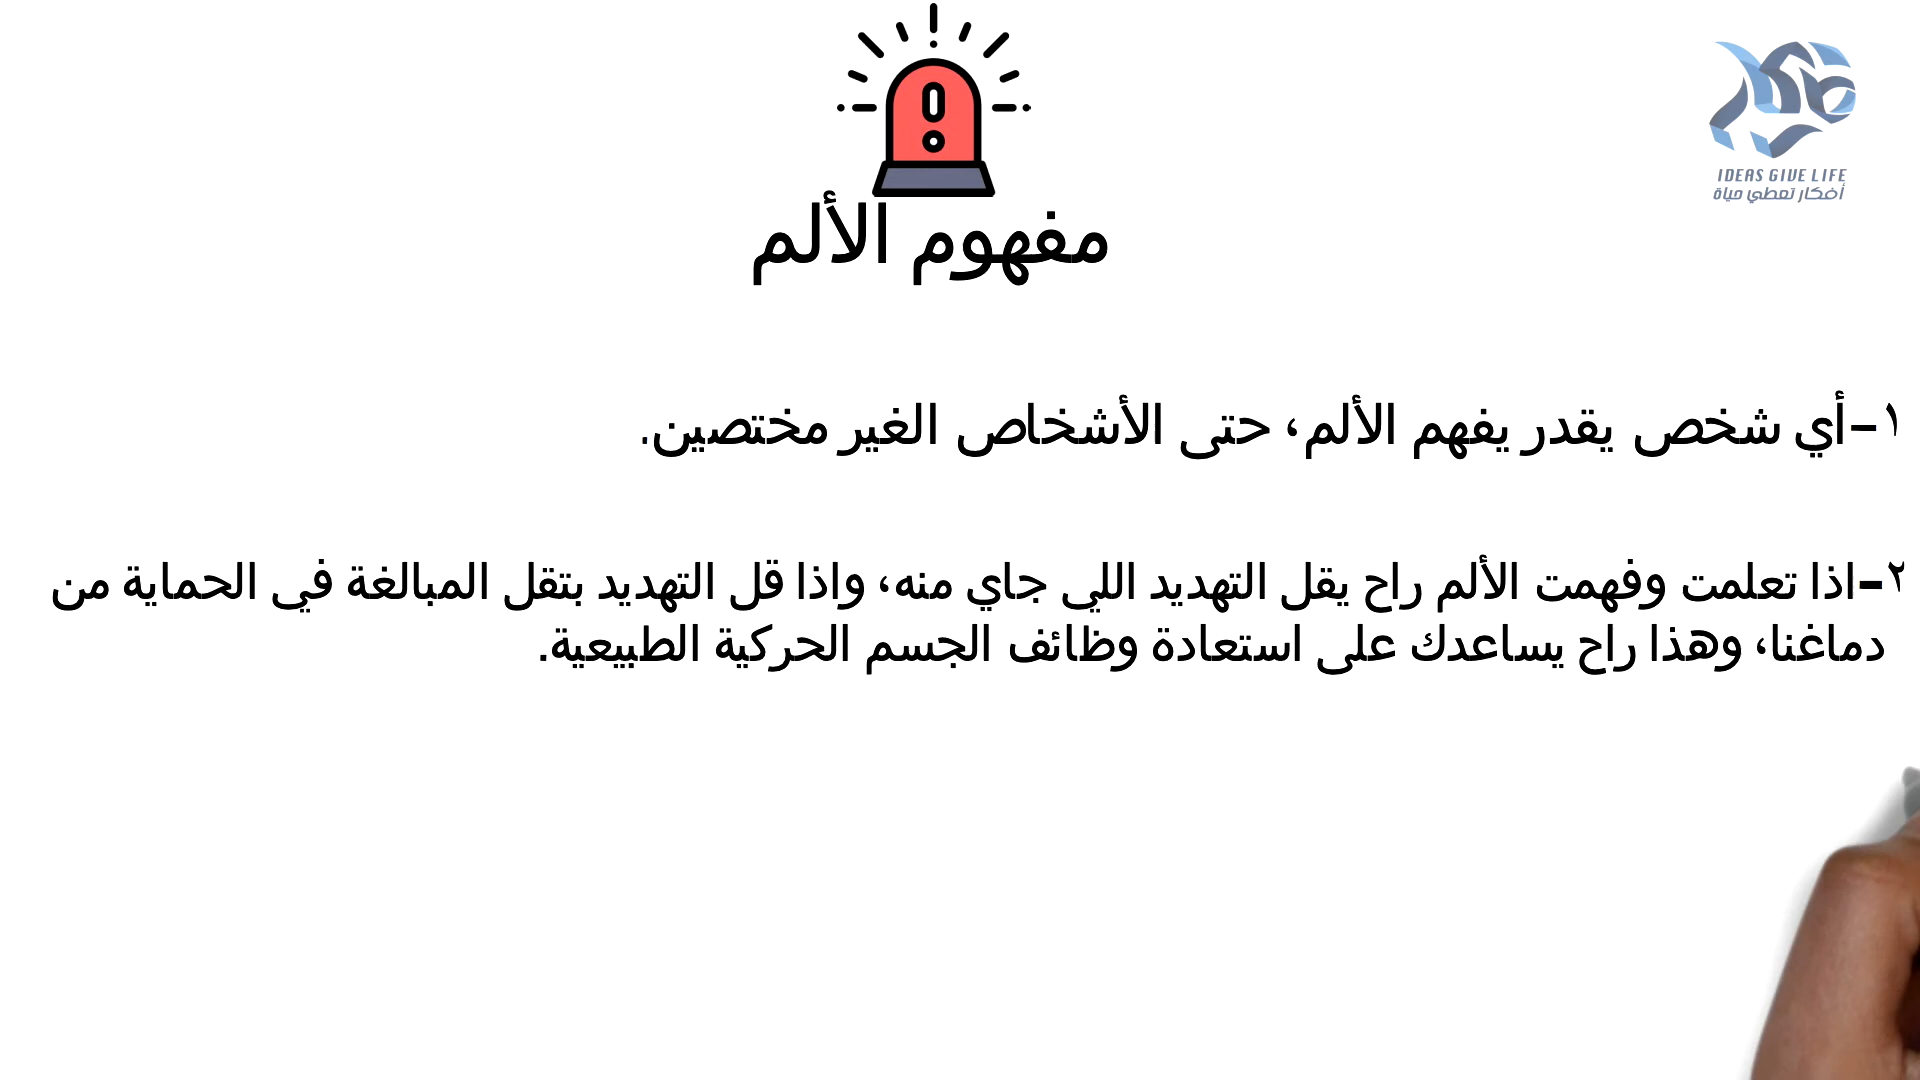 IDEAS GIVE LIFE
أفكار تعطي حياة
مفهوم الألم
١-أي شخص يقدر يفهم الألم، حتى الأشخاص الغير مختصين.
٢-اذا تعلمت وفهمت الألم راح يقل التهديد اللي جاي منه، واذا قل التهديد بتقل المبالغة في الحماية من
دماغنا، وهذا راح يساعدك على استعادة وظائف الجسم الحركية الطبيعية.